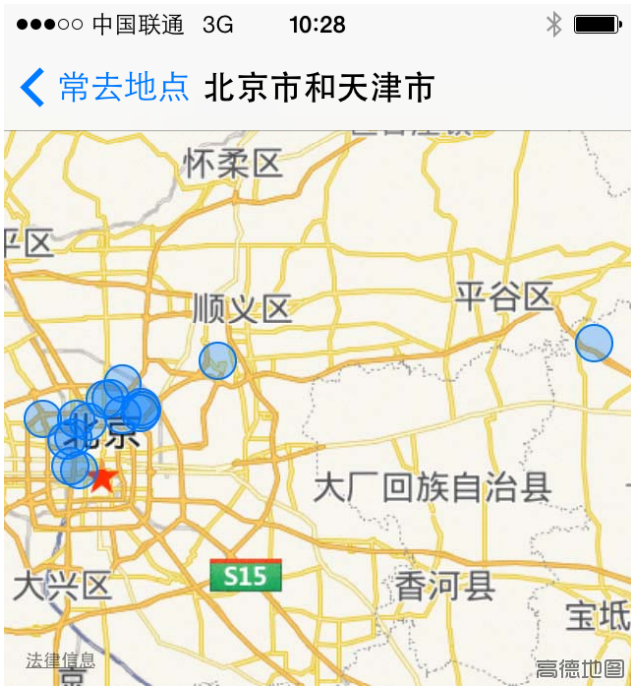 中国联通 3G 10:28
常去地点 北京市和天津市
怀柔区
平区
顺义区
平谷区
北京
大厂回族自治县
S15
大兴区
香河县
宝坻
法律信息
高德地图